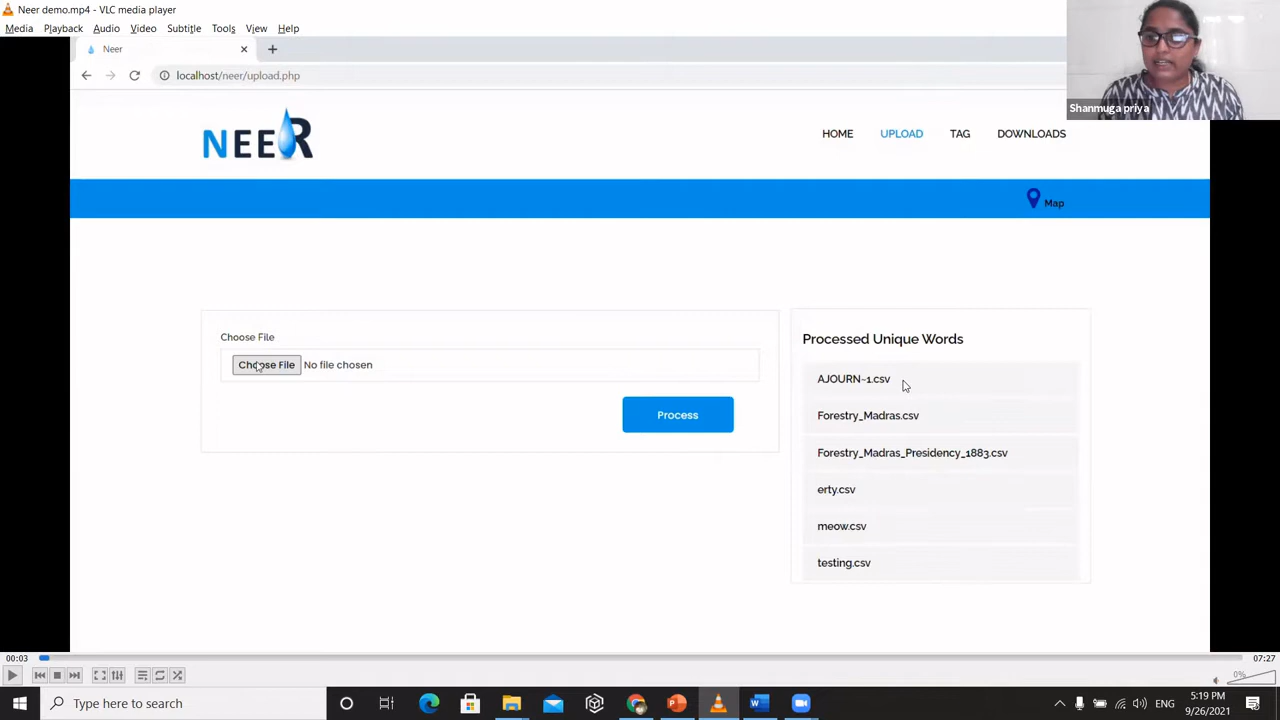 Neer demo.mp4 - VLC media player
Media Playback Audio Video Subtitle Tools View Help
Neer
localhost/neer/upload.php
Shanmuga priya
NEER
HOME UPLOAD TAG DOWNLOADS
Map
Choose File
Choose File No file chosen
Process
Processed Unique Words
AJOURN~1.csv
Forestry_Madras.csv
Forestry_Madras_Presidency_1883.csv
erty.csv
meow.csv
testing.csv
00:03
07:27
0%
Type here to search
ENG
5:19 PM
9/26/2021